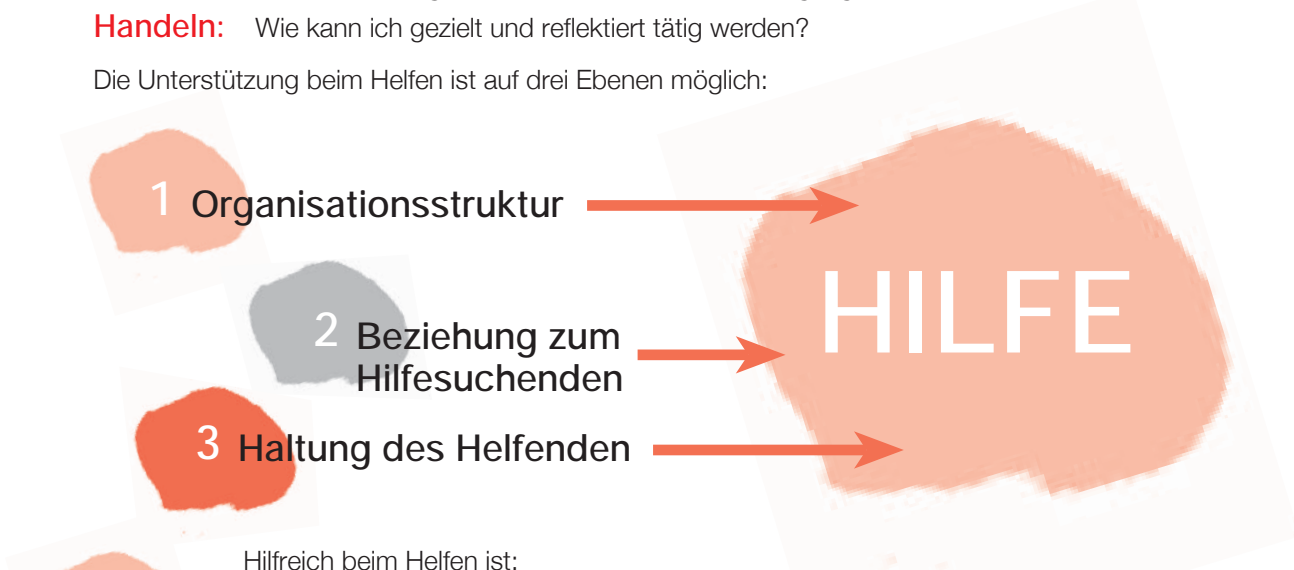 Handeln: Wie kann ich gezielt und reflektiert tätig werden?
Die Unterstützung beim Helfen ist auf drei Ebenen möglich:
1 Organisationsstruktur
HILFE
2 Beziehung zum
Hilfesuchenden
3 Haltung des Helfenden
Hilfreich beim Helfen ist: